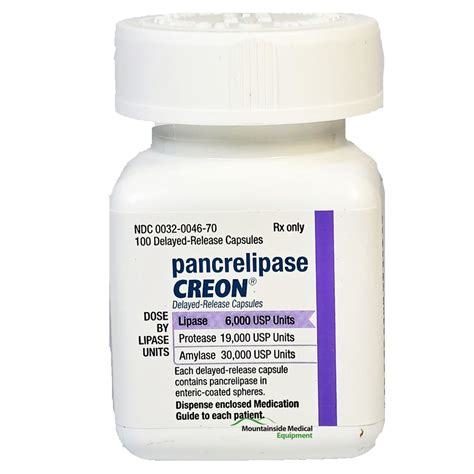 NDC 0032-0046-70 Rx only
100 Delayed-Release Capsules
pancrelipase
CREON®
Delayed-Release Capsules
DOSE BY LIPASE UNITS
Lipase 6,000 USP Units
Protease 19,000 USP Units
Amylase 30,000 USP Units
Each delayed-release capsule
contains pancrelipase in
enteric-coated spheres.
Dispense enclosed Medication
Guide to each patient.
Mountainside Medical
Equipment